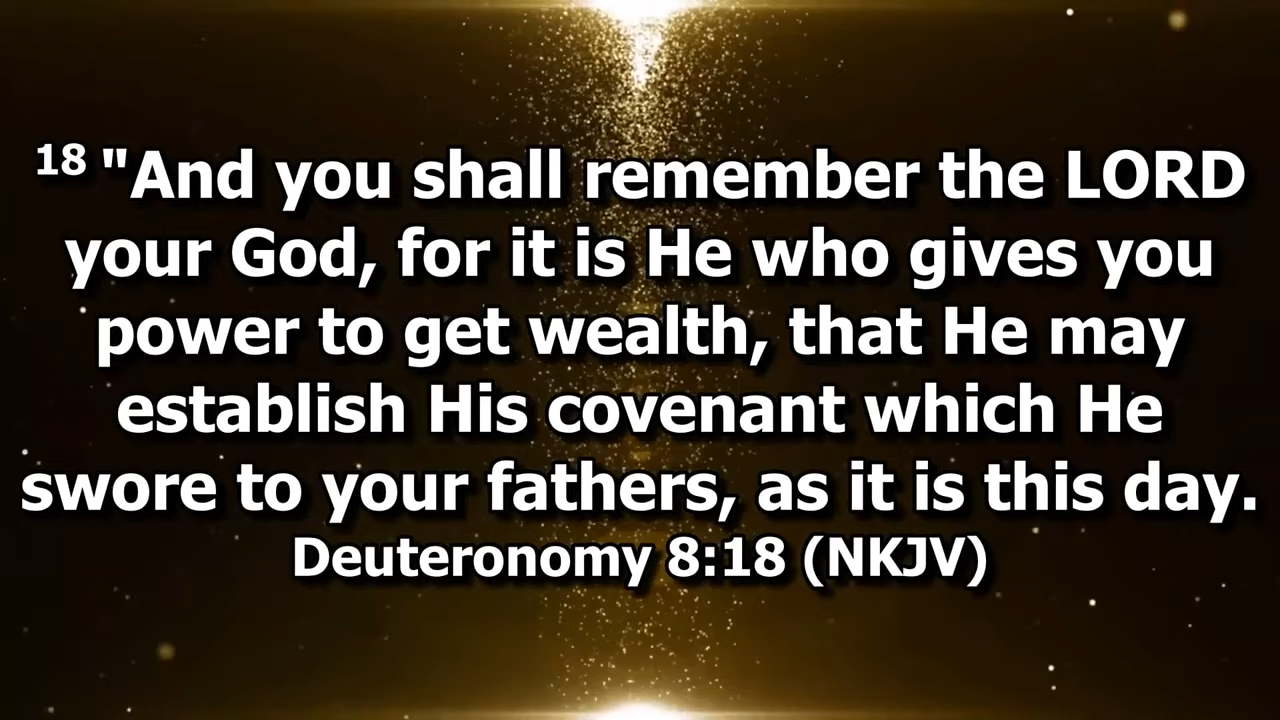 18 "And you shall remember the LORD
your God, for it is He who gives you
power to get wealth, that He may
establish His covenant which He
swore to your fathers, as it is this day.
Deuteronomy 8:18 (NKJV)